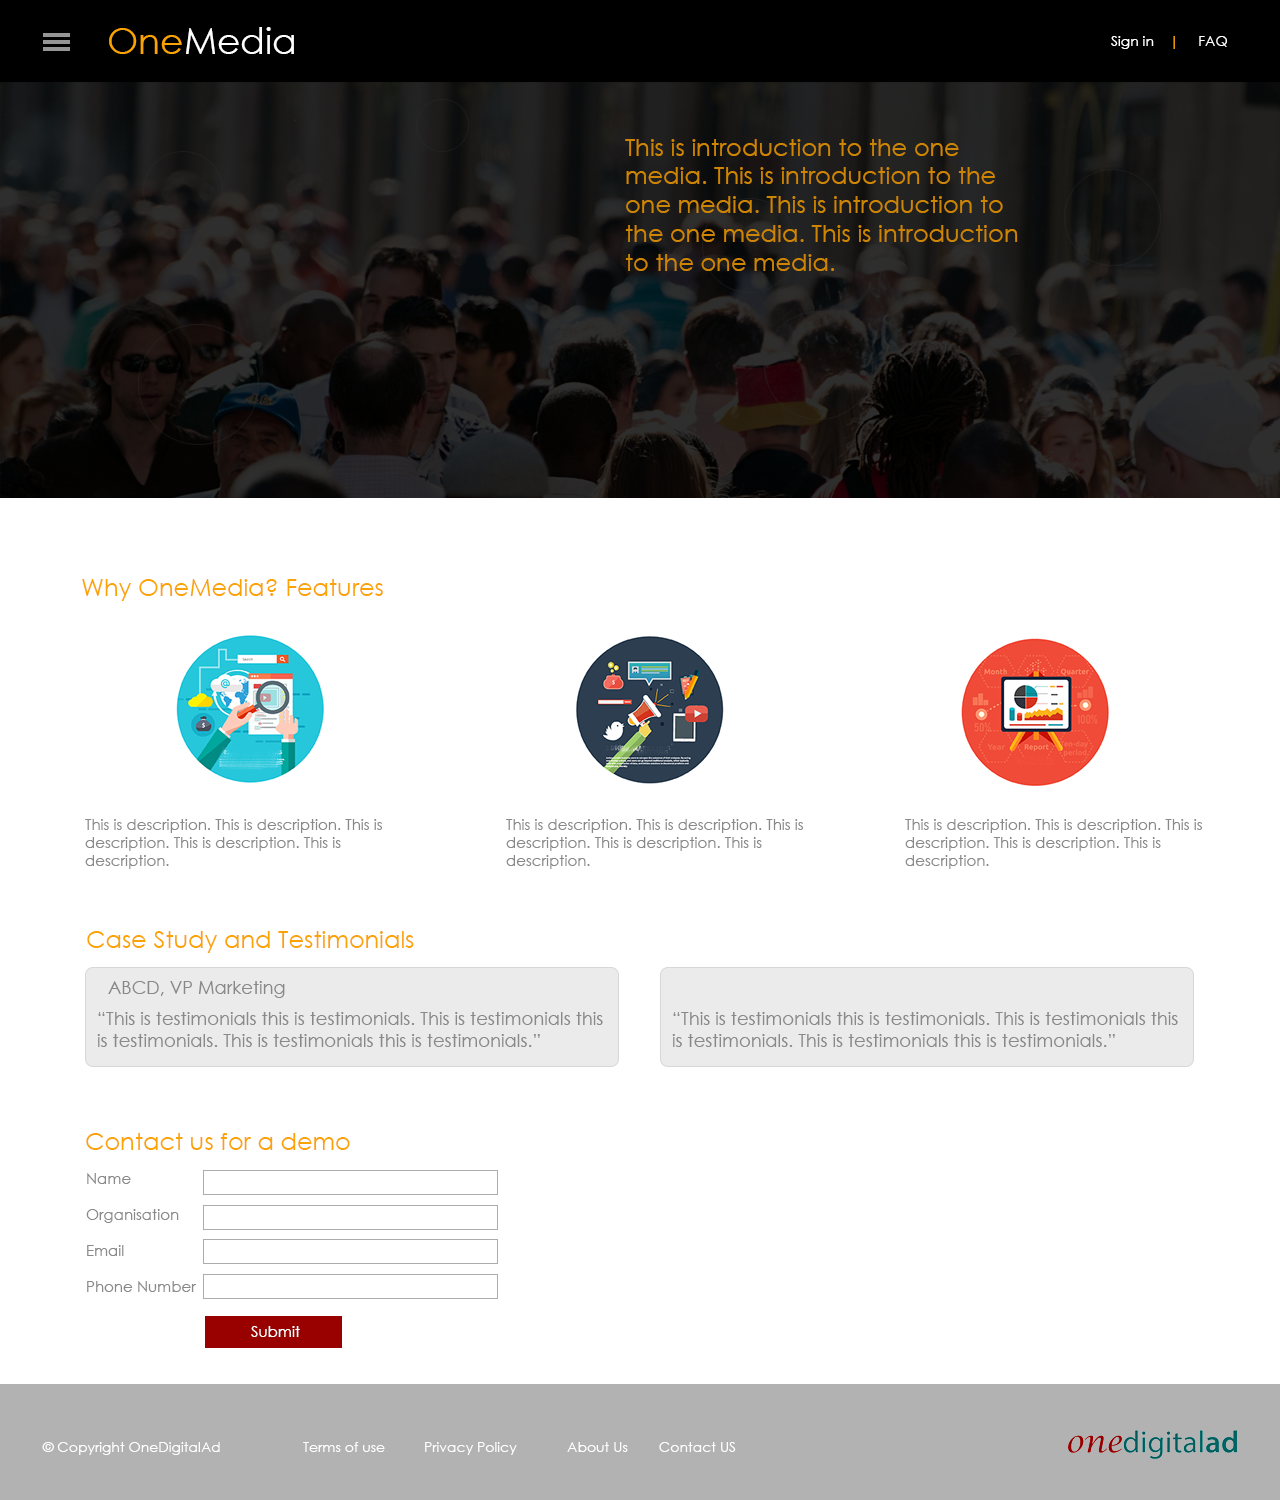 OneMedia
Sign in | FAQ
This is introduction to the one
media. This is introduction to the
one media. This is introduction to
the one media. This is introduction
to the one media.
Why OneMedia? Features
Search
Month
Quarter
50%
100%
Year
Report
period
This is description. This is description. This is
description. This is description. This is
description.
This is description. This is description. This is
description. This is description. This is
description.
This is description. This is description. This is
description. This is description. This is
description.
Case Study and Testimonials
ABCD, VP Marketing
“This is testimonials this is testimonials. This is testimonials this
is testimonials. This is testimonials this is testimonials.”
“This is testimonials this is testimonials. This is testimonials this
is testimonials. This is testimonials this is testimonials.”
Contact us for a demo
Name
Organisation
Email
Phone Number
Submit
© Copyright OneDigitalAd
Terms of use
Privacy Policy
About Us
Contact US
onedigitalad